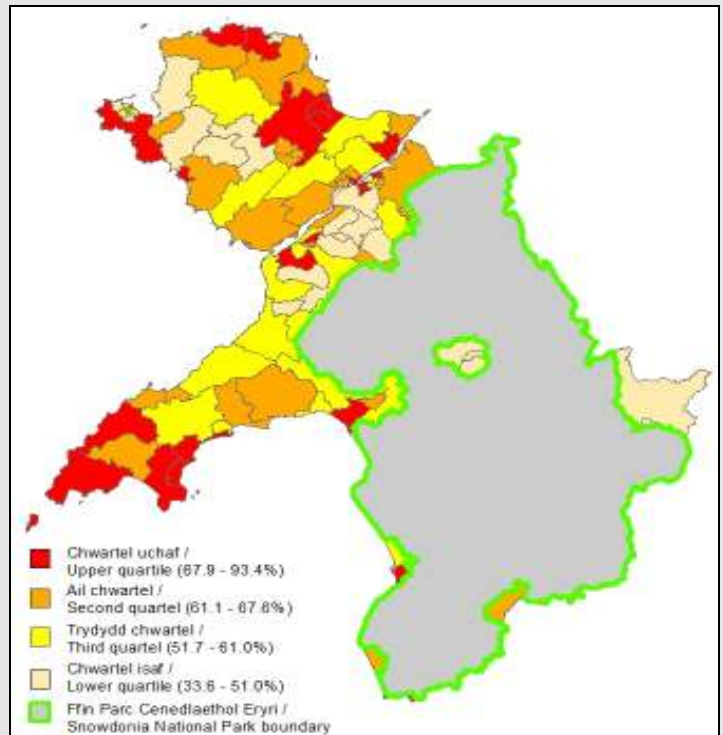 Chwartel uchaf /
Upper quartile (67.9 - 93.4%)
Ail chwartel /
Second quartel (61.1 - 67.6%)
Trydydd chwartel /
Third quartel (51.7 - 61.0%)
Chwartel isaf /
Lower quartile (33.6 - 51.0%)
Ffin Parc Cenedlaethol Eryri /
Snowdonia National Park boundary